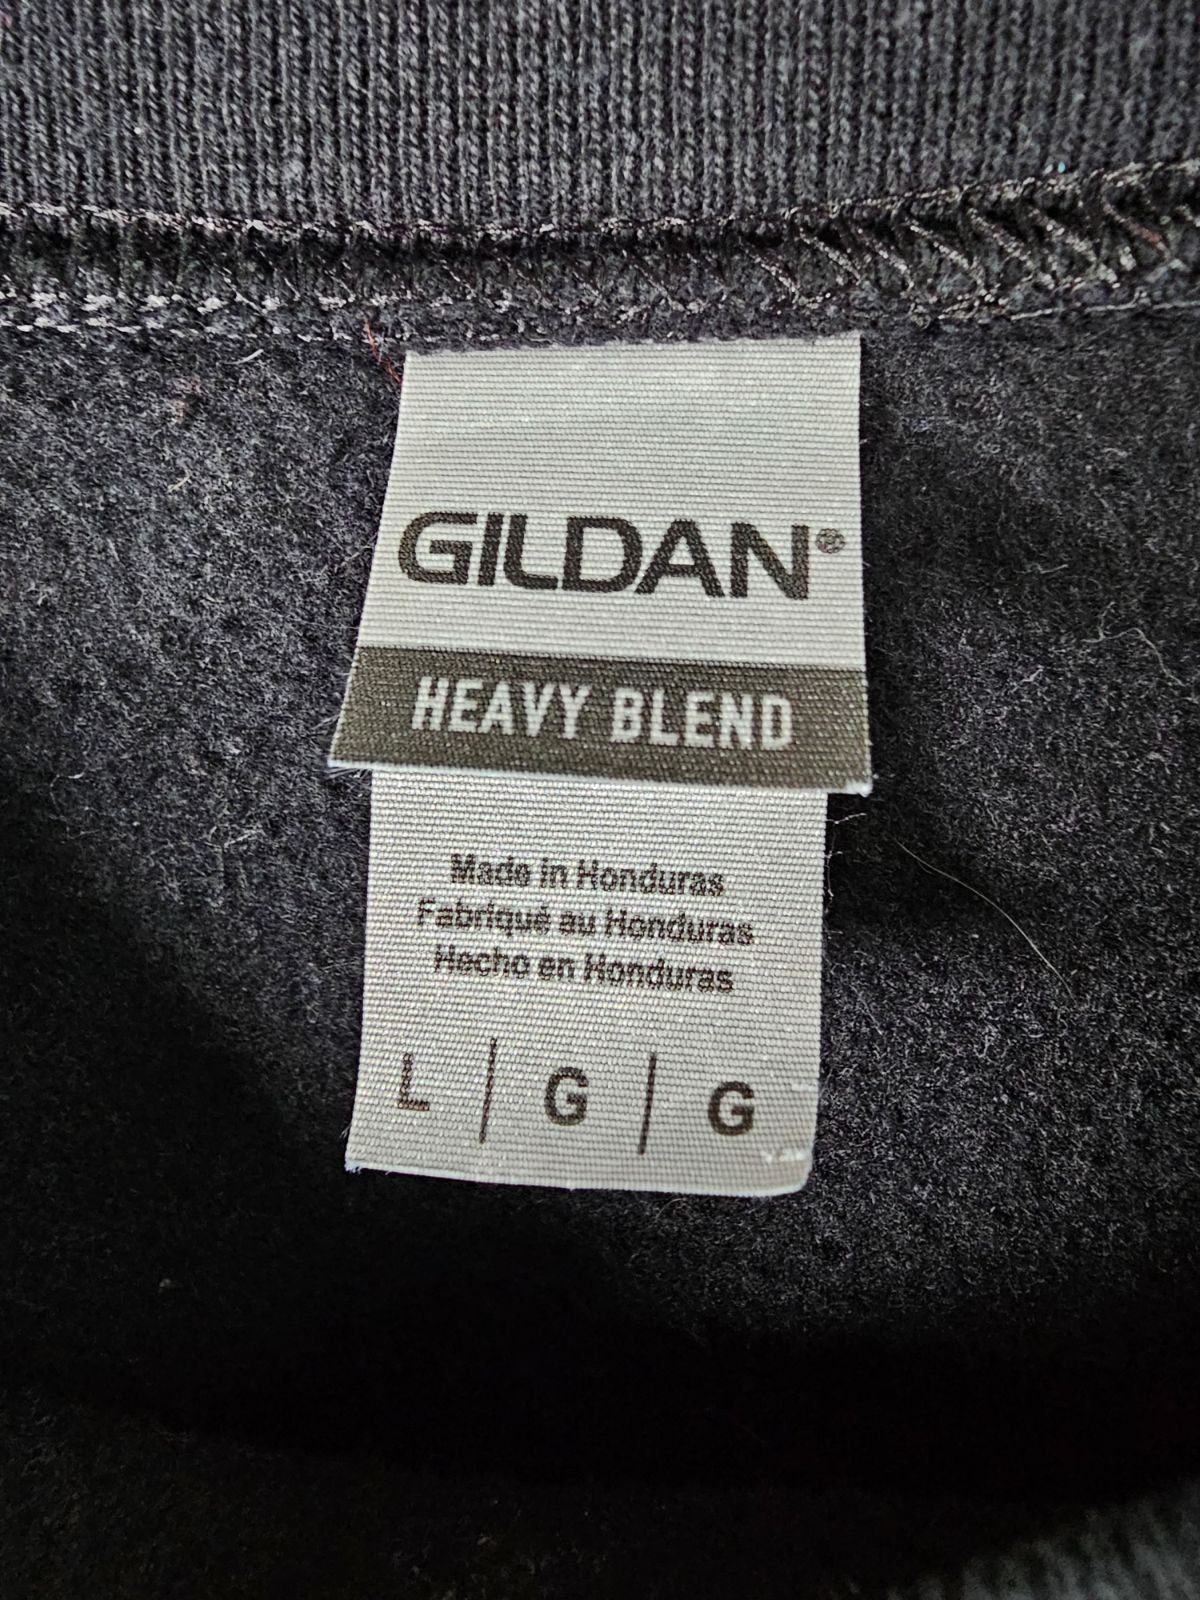 GILDAN®
HEAVY BLEND
Made in Honduras
Fabriqué au Honduras
Hecho en Honduras
L | G | G